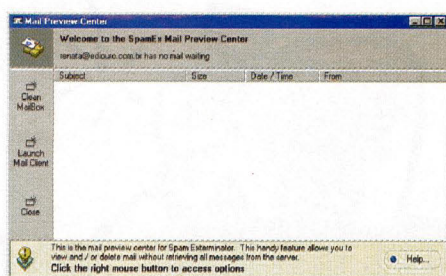 Mail Preview Center
Welcome to the SpamEx Mail Preview Center
renata@ediouro.com.br has no mail waiting
Subject Size Date / Time From
Clean
MailBox
Launch
Mail Client
Close
This is the mail preview center for Spam Exterminator. This handy feature allows you to
view and / or delete mail without retrieving all messages from the server.
Click the right mouse button to access options
Help...